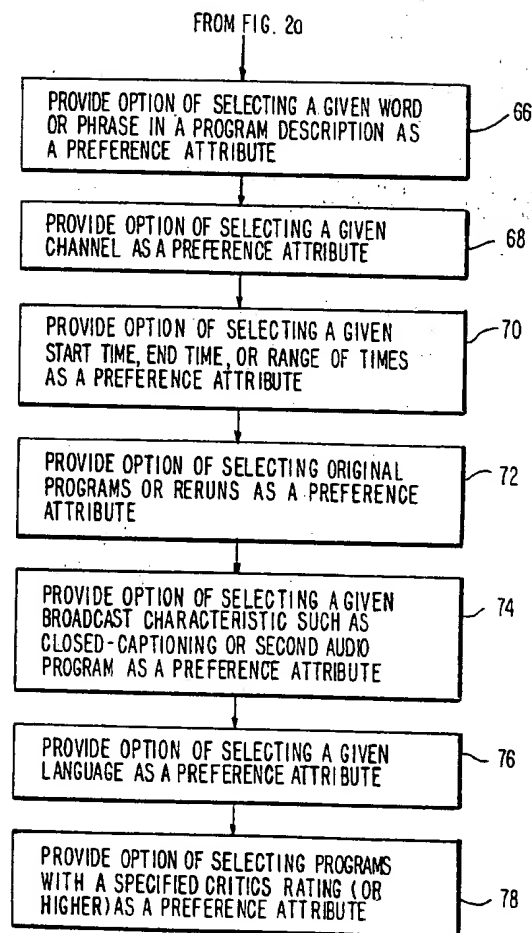 FROM FIG. 2a
PROVIDE OPTION OF SELECTING A GIVEN WORD
OR PHRASE IN A PROGRAM DESCRIPTION AS
A PREFERENCE ATTRIBUTE
66
PROVIDE OPTION OF SELECTING A GIVEN
CHANNEL AS A PREFERENCE ATTRIBUTE
68
PROVIDE OPTION OF SELECTING A GIVEN
START TIME, END TIME, OR RANGE OF TIMES
AS A PREFERENCE ATTRIBUTE
70
PROVIDE OPTION OF SELECTING ORIGINAL
PROGRAMS OR RERUNS AS A PREFERENCE
ATTRIBUTE
72
PROVIDE OPTION OF SELECTING A GIVEN
BROADCAST CHARACTERISTIC SUCH AS
CLOSED-CAPTIONING OR SECOND AUDIO
PROGRAM AS A PREFERENCE ATTRIBUTE
74
PROVIDE OPTION OF SELECTING A GIVEN
LANGUAGE AS A PREFERENCE ATTRIBUTE
76
PROVIDE OPTION OF SELECTING PROGRAMS
WITH A SPECIFIED CRITICS RATING (OR
HIGHER) AS A PREFERENCE ATTRIBUTE
78